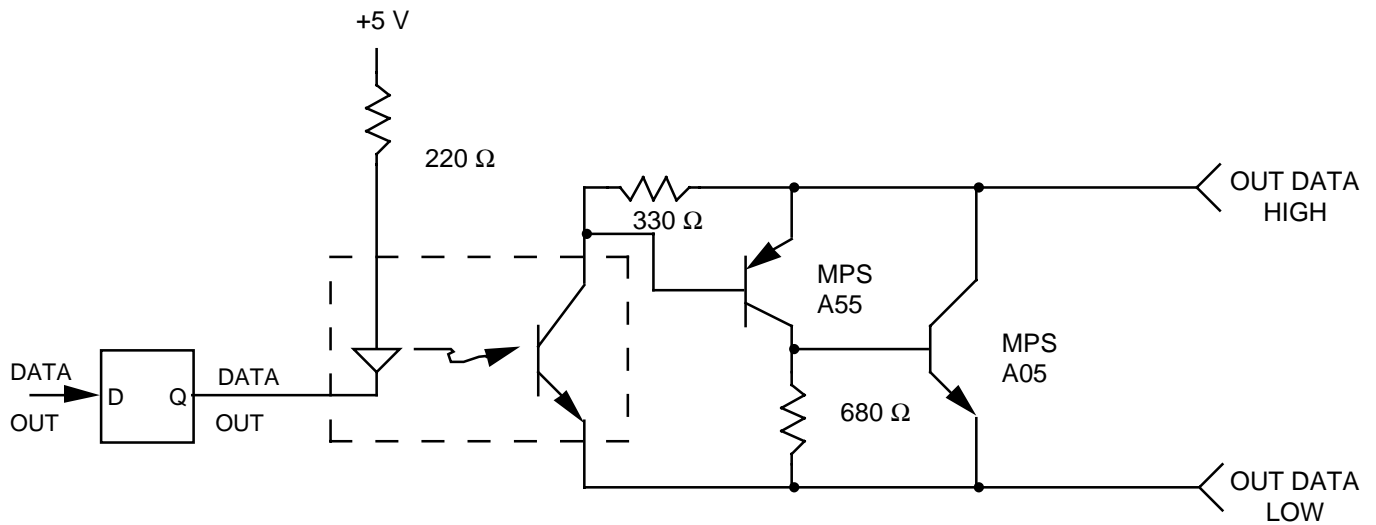 +5 V
220 Ω
330 Ω
OUT DATA
HIGH
MPS
A55
MPS
A05
DATA
OUT
D
Q
DATA
OUT
680 Ω
OUT DATA
LOW